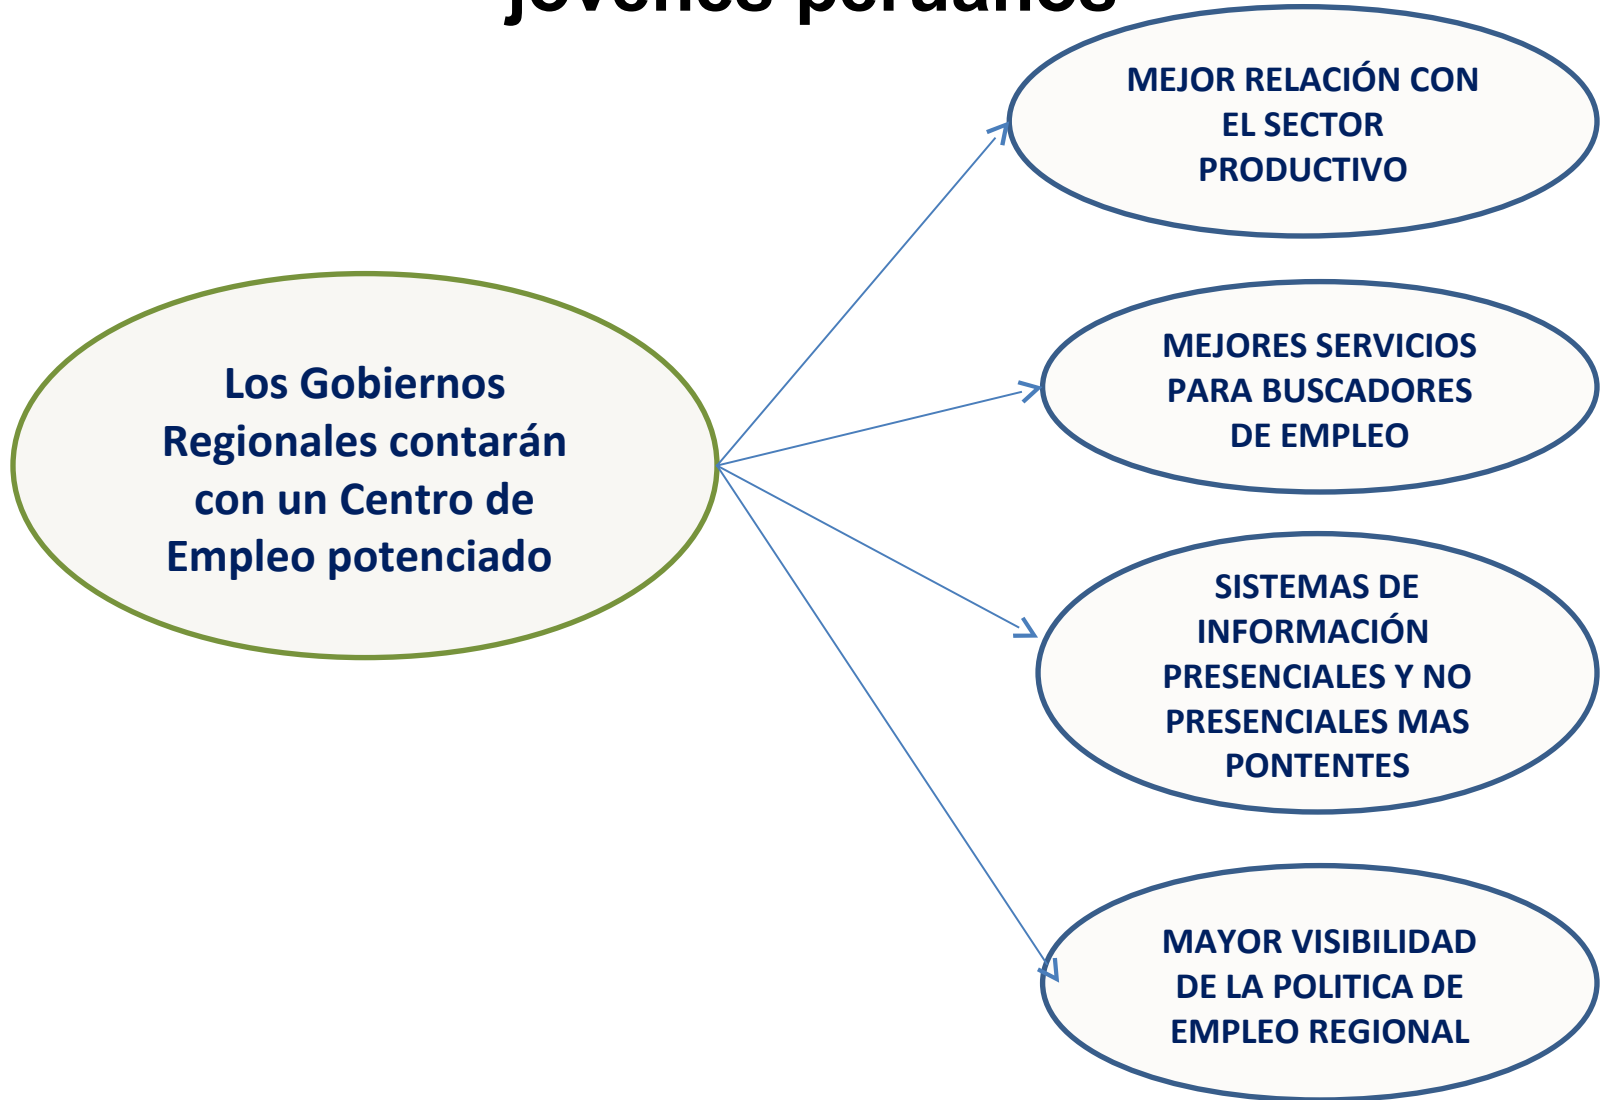 jóvenes peruanos
MEJOR RELACIÓN CON
EL SECTOR
PRODUCTIVO
MEJORES SERVICIOS
PARA BUSCADORES
DE EMPLEO
Los Gobiernos
Regionales contarán
con un Centro de
Empleo potenciado
SISTEMAS DE
INFORMACIÓN
PRESENCIALES Y NO
PRESENCIALES MAS
PONTENTES
MAYOR VISIBILIDAD
DE LA POLITICA DE
EMPLEO REGIONAL